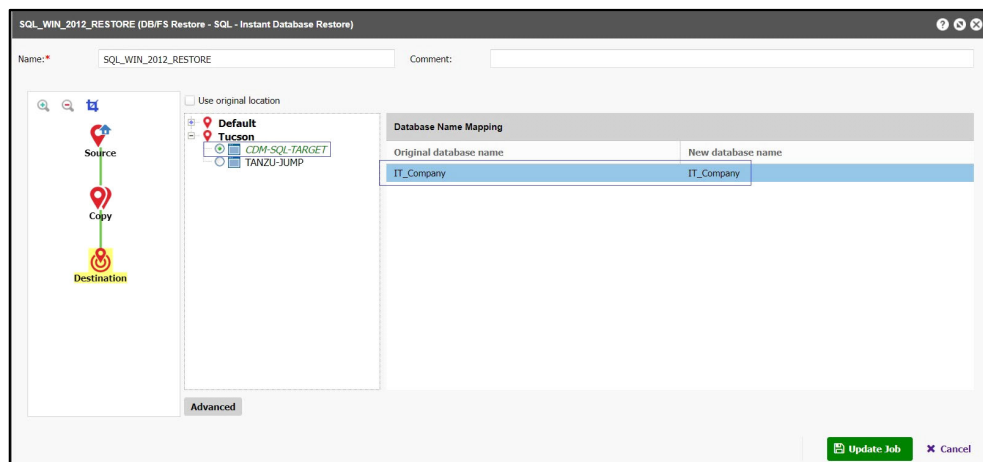 SQL_WIN_2012_RESTORE (DB/FS Restore - SQL - Instant Database Restore)
Name:* SQL_WIN_2012_RESTORE Comment:
Use original location
Default
Tucson
CDM-SQL-TARGET
TANZU-JUMP
Source
Copy
Destination
Database Name Mapping
Original database name New database name
IT_Company IT_Company
Advanced
Update Job Cancel